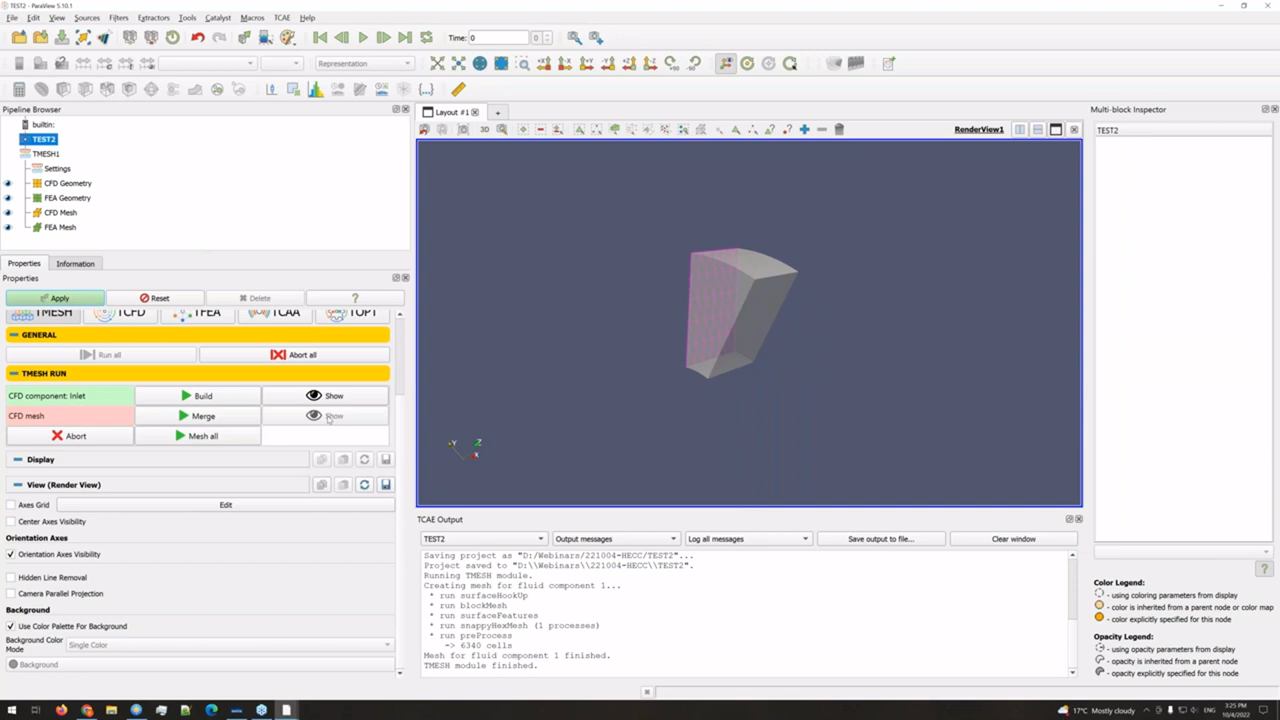 TEST2 - ParaView 5.10.1
File Edit View Sources Filters Extractors Tools Catalyst Macros TCAE Help
Time: 0 0
Representation
Pipeline Browser
builtin:
TEST2
TMESH1
Settings
CFD Geometry
FEA Geometry
CFD Mesh
FEA Mesh
Properties Information
Properties
Apply Reset Delete ?
TMESH TCFD TFEA TCAA TOPT
GENERAL
Run all Abort all
TMESH RUN
CFD component: Inlet Build Show
CFD mesh Merge Show
Abort Mesh all
Display
View (Render View)
Axes Grid Edit
Center Axes Visibility
Orientation Axes
Orientation Axes Visibility
Hidden Line Removal
Camera Parallel Projection
Background
Use Color Palette For Background
Background Color Mode Single Color
Background
Layout #1 +
3D RenderView1
Y Z X
TCAE Output
TEST2 Output messages Log all messages Save output to file... Clear window
Saving project as "D:/Webinars/221004-HECC/TEST2"...
Project saved to "D:\\Webinars\\221004-HECC\\TEST2".
Running TMESH module.
Creating mesh for fluid component 1...
* run surfaceHookUp
* run blockMesh
* run surfaceFeatures
* run snappyHexMesh (1 processes)
* run preProcess
-> 6340 cells
Mesh for fluid component 1 finished.
TMESH module finished.
Multi-block Inspector
TEST2
Color Legend:
- using coloring parameters from display
- color is inherited from a parent node or color map
- color explicitly specified for this node
Opacity Legend:
- using opacity parameters from display
- opacity is inherited from a parent node
- opacity explicitly specified for this node
17°C Mostly cloudy ENG 3:25 PM
10/4/2022